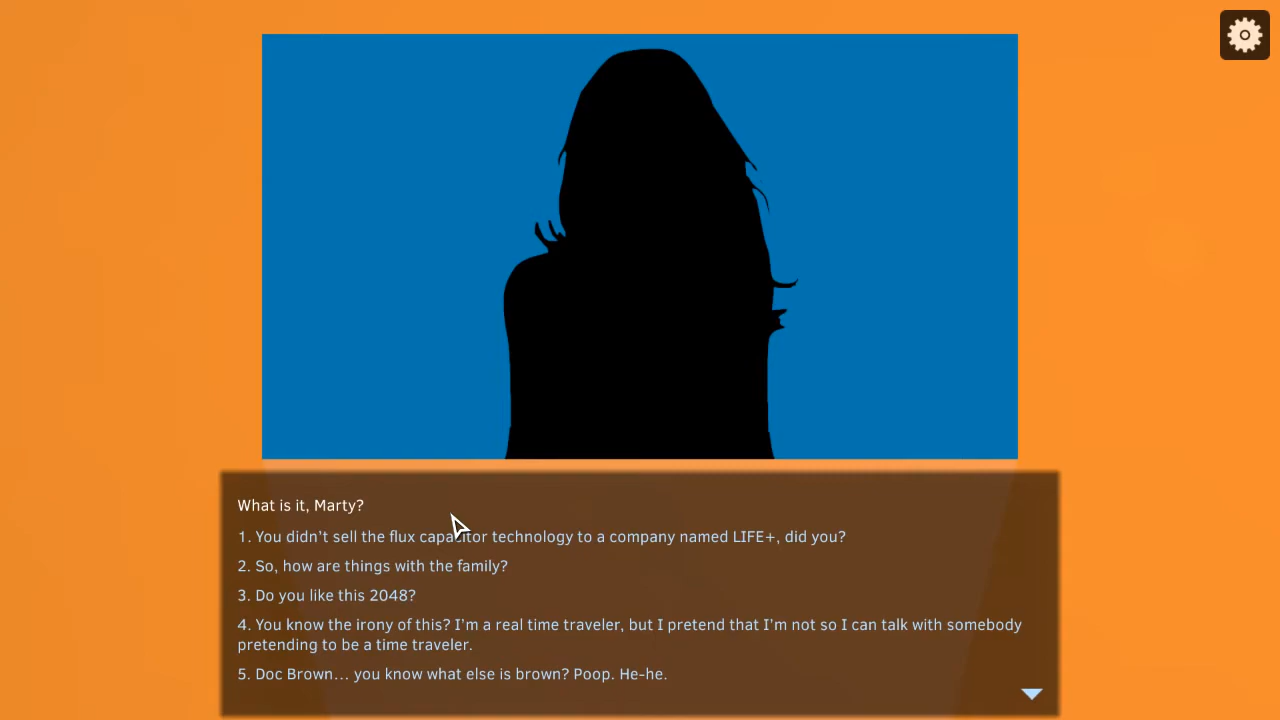 What is it, Marty?
1. You didn't sell the flux capacitor technology to a company named LIFE+, did you?
2. So, how are things with the family?
3. Do you like this 2048?
4. You know the irony of this? I'm a real time traveler, but I pretend that I'm not so I can talk with somebody
pretending to be a time traveler.
5. Doc Brown... you know what else is brown? Poop. He-he.